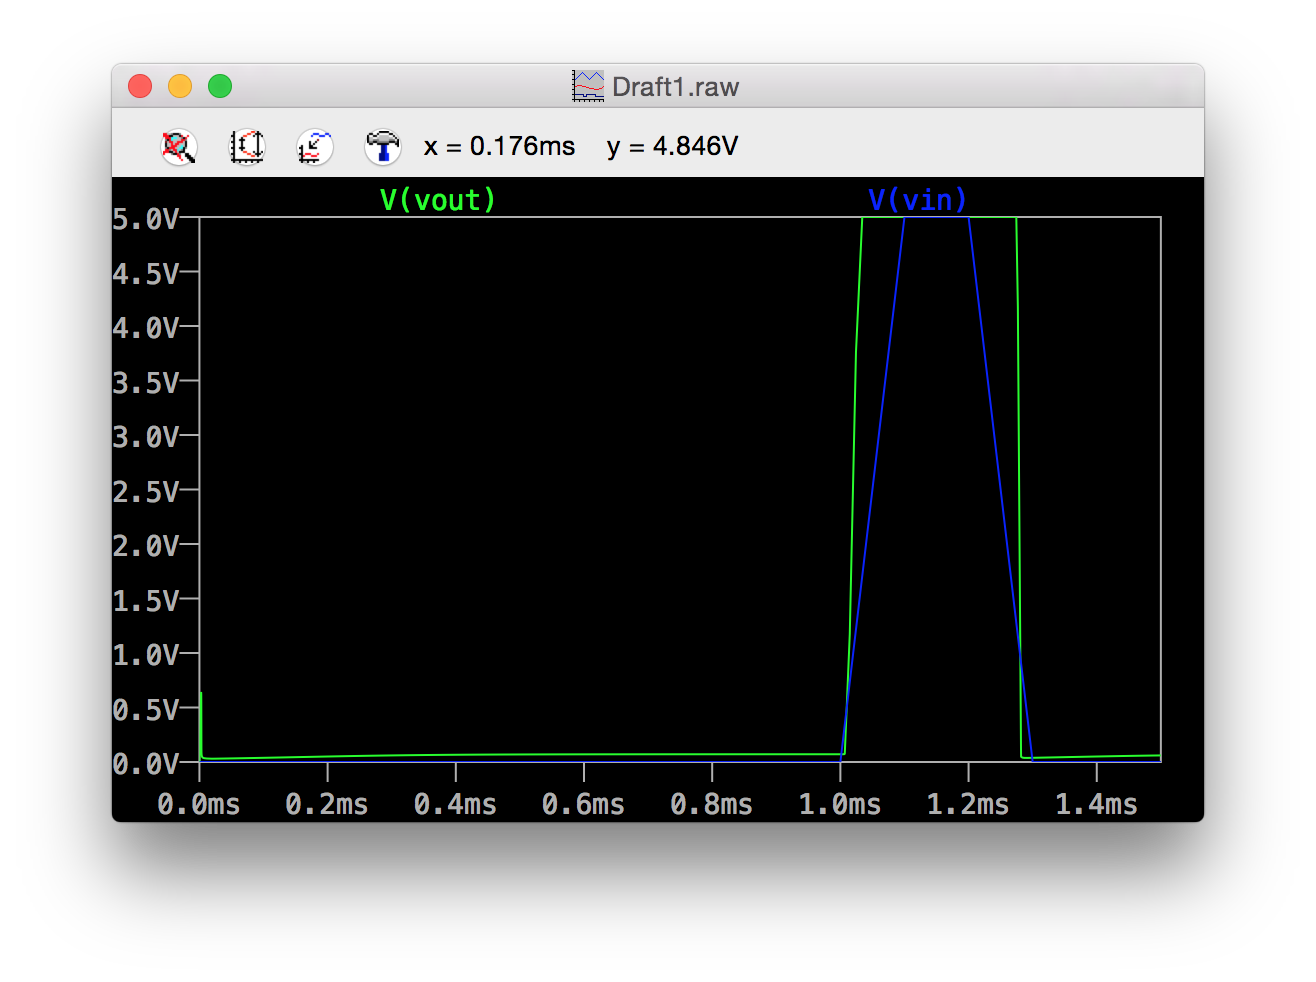 Draft1.raw
x = 0.176ms y = 4.846V
V(vout) V(vin)
5.0V
4.5V
4.0V
3.5V
3.0V
2.5V
2.0V
1.5V
1.0V
0.5V
0.0V
0.0ms 0.2ms 0.4ms 0.6ms 0.8ms 1.0ms 1.2ms 1.4ms